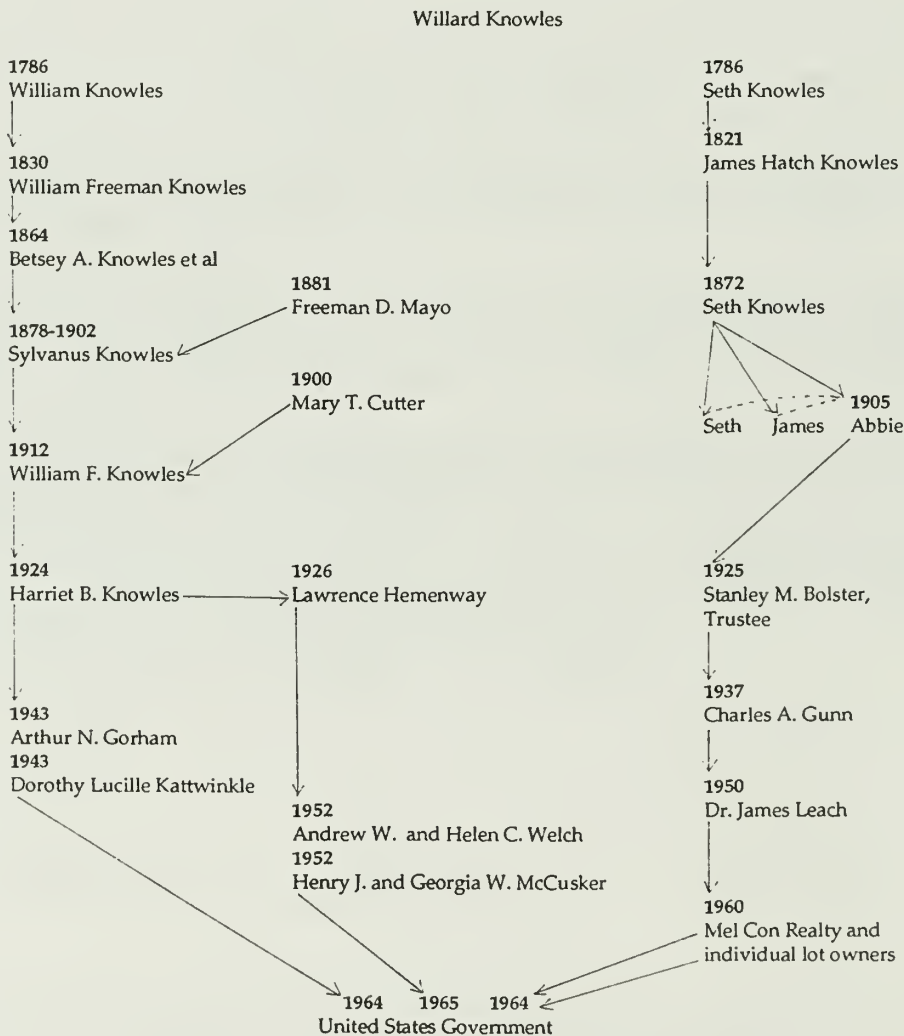 Willard Knowles
1786
William Knowles
1786
Seth Knowles
1821
James Hatch Knowles
1830
William Freeman Knowles
1864
Betsey A. Knowles et al
1881
Freeman D. Mayo
1872
Seth Knowles
1878-1902
Sylvanus Knowles
1900
Mary T. Cutter
1905
Seth James Abbie
1912
William F. Knowles
1924
Harriet B. Knowles
1926
Lawrence Hemenway
1925
Stanley M. Bolster,
Trustee
1937
Charles A. Gunn
1943
Arthur N. Gorham
1943
Dorothy Lucille Kattwinkle
1950
Dr. James Leach
1952
Andrew W. and Helen C. Welch
1952
Henry J. and Georgia W. McCusker
1960
Mel Con Realty and
individual lot owners
1964 1965 1964
United States Government